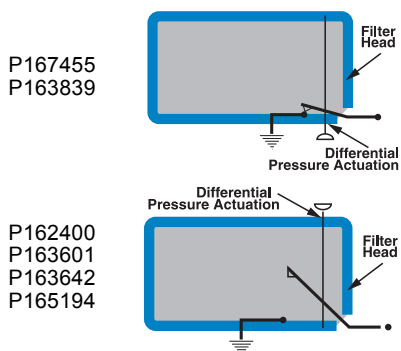 P167455
P163839
Filter
Head
Differential
Pressure Actuation
Differential
Pressure Actuation
P162400
P163601
P163642
P165194
Filter
Head